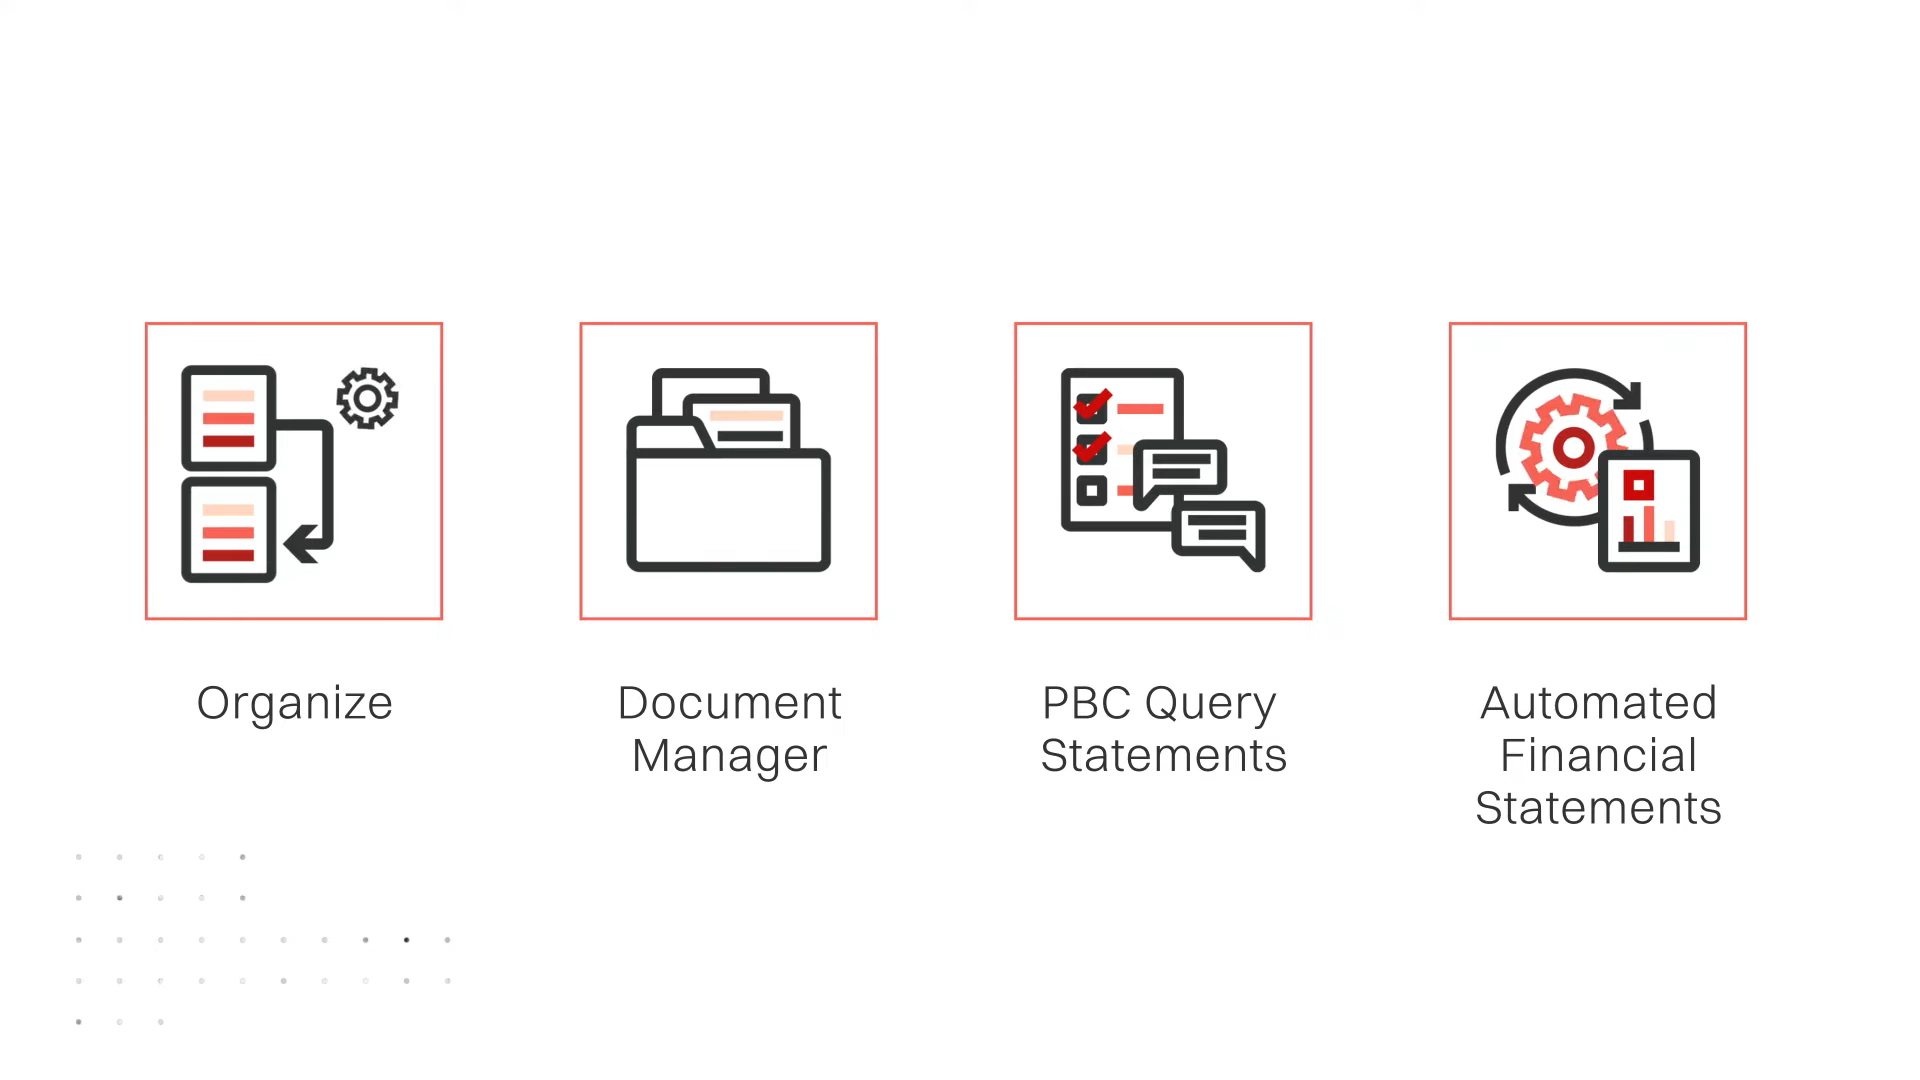 Organize
Document
Manager
PBC Query
Statements
Automated
Financial
Statements